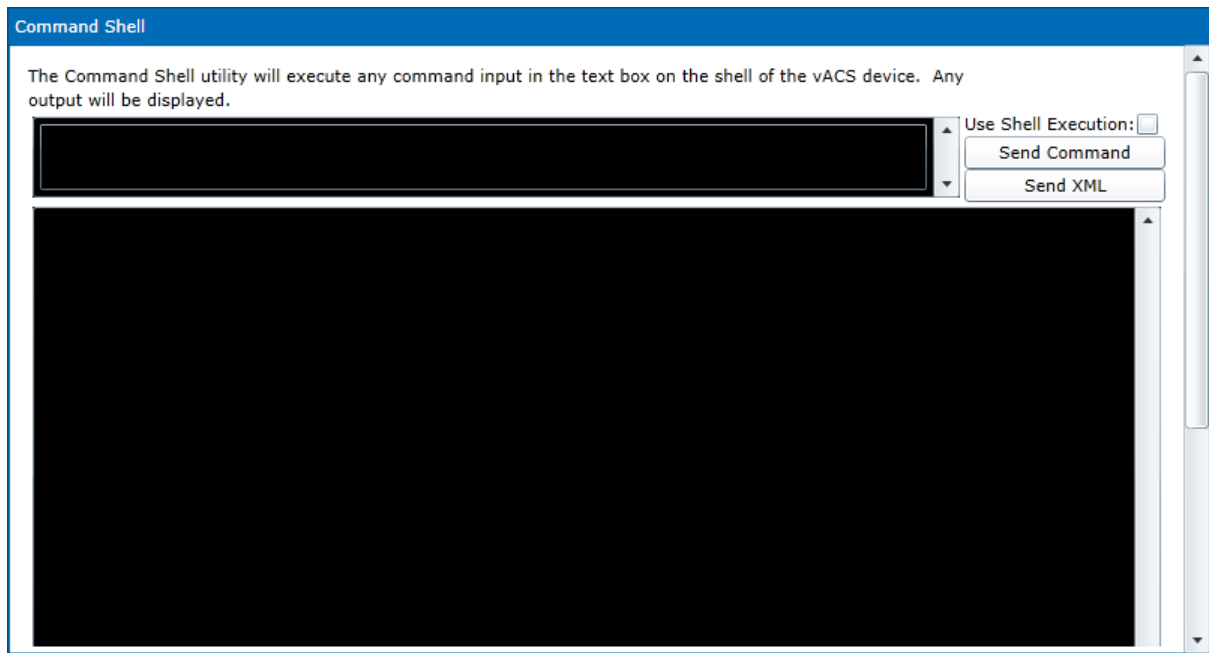 Command Shell
The Command Shell utility will execute any command input in the text box on the shell of the vACS device.  Any
output will be displayed.
Use Shell Execution:
Send Command
Send XML